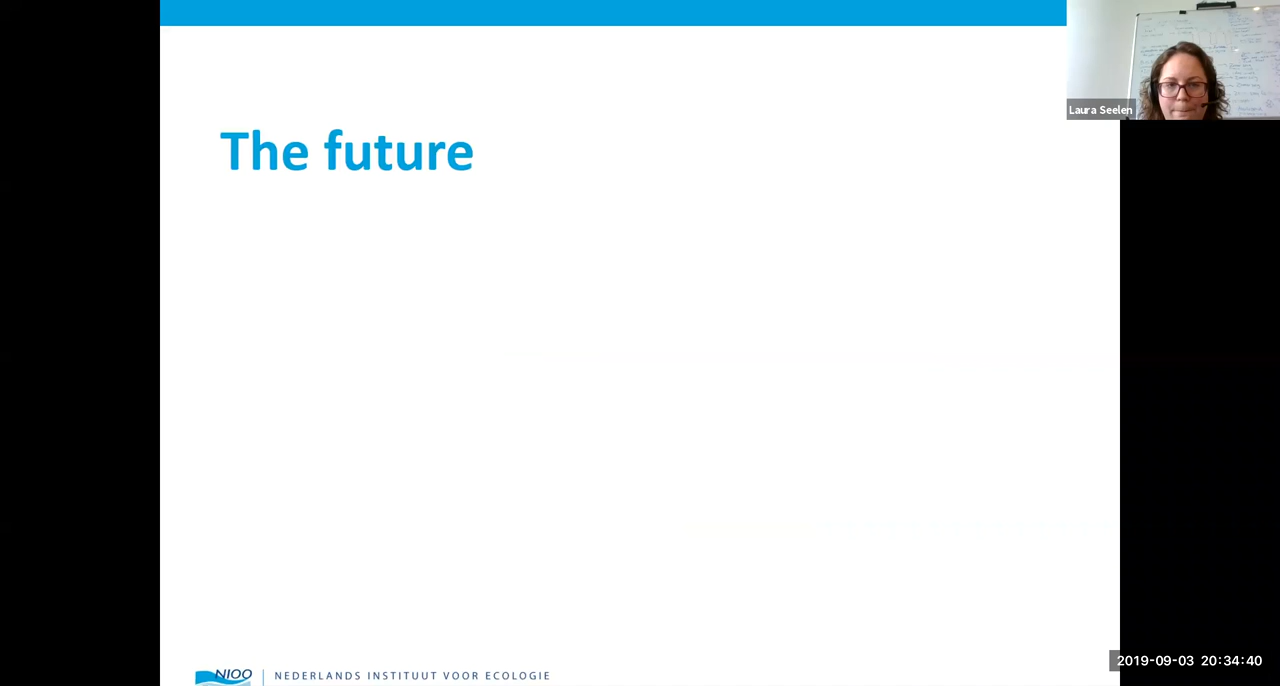 Laura Seelen
The future
NIOO
NEDERLANDS INSTITUUT VOOR ECOLOGIE
2019-09-03 20:34:40